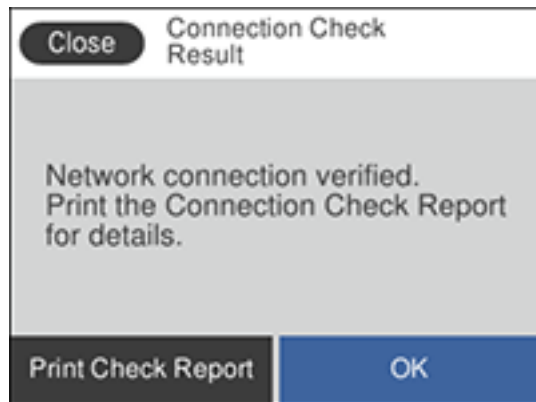 Close
Connection Check
Result
Network connection verified.
Print the Connection Check Report
for details.
Print Check Report
OK